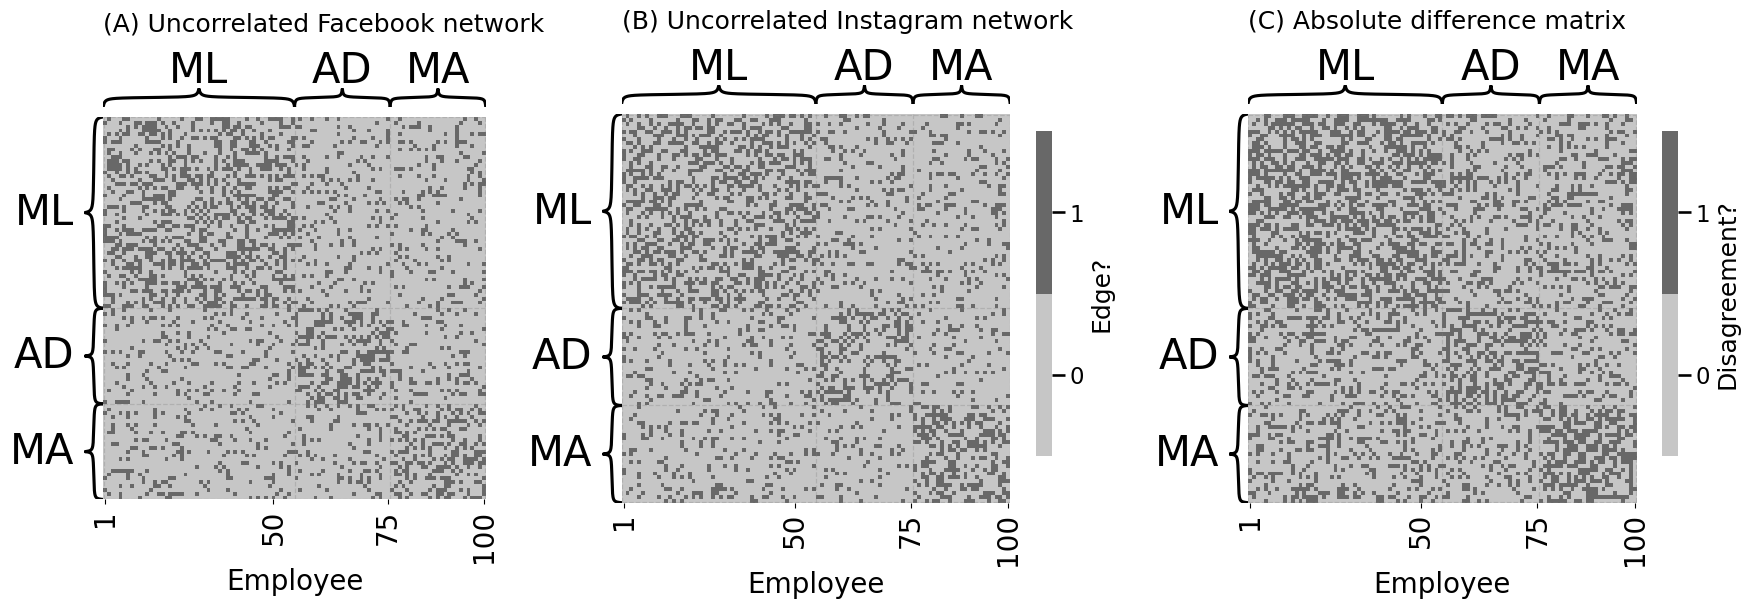 (A) Uncorrelated Facebook network
ML AD MA
ML
AD
MA
1 50 75 100
Employee
(B) Uncorrelated Instagram network
ML AD MA
ML
AD
MA
1 50 75 100
Employee
1
0
Edge?
(C) Absolute difference matrix
ML AD MA
ML
AD
MA
1 50 75 100
Employee
1
0
Disagreement?